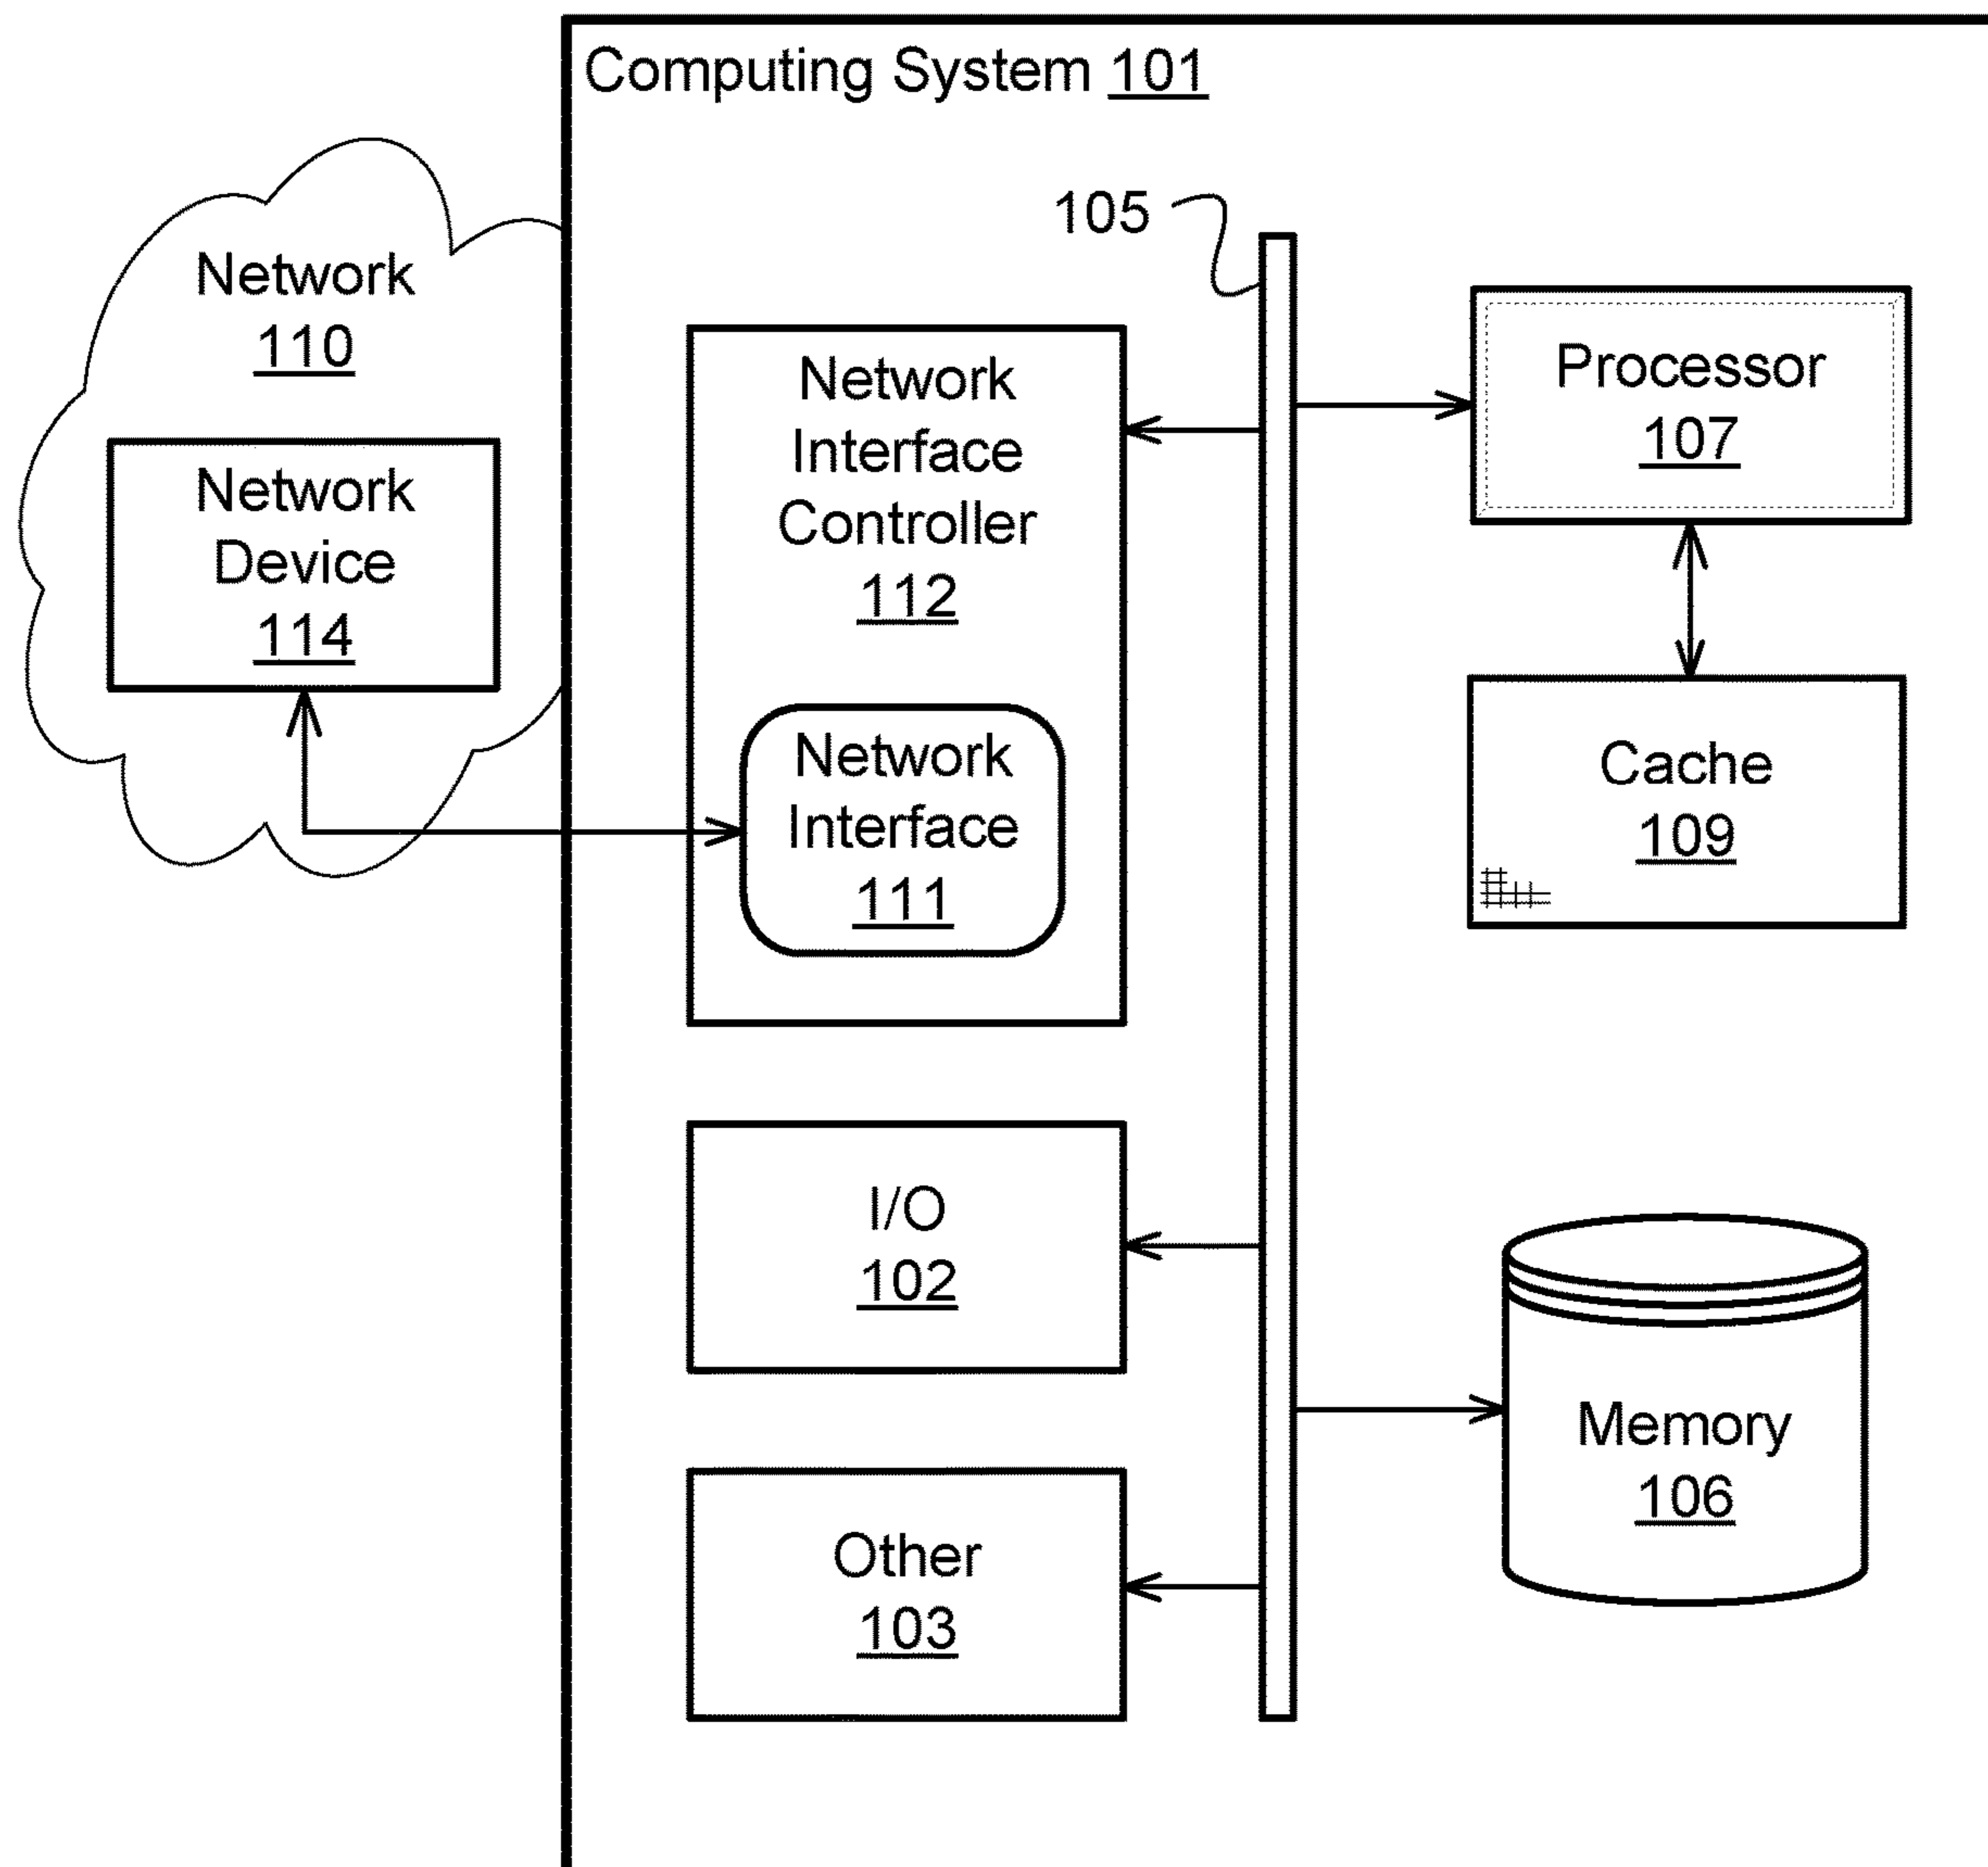 Computing System 101
Network
110
Network
Device
114
105
Network
Interface
Controller
112
Network
Interface
111
I/O
102
Other
103
Processor
107
Cache
109
Memory
106